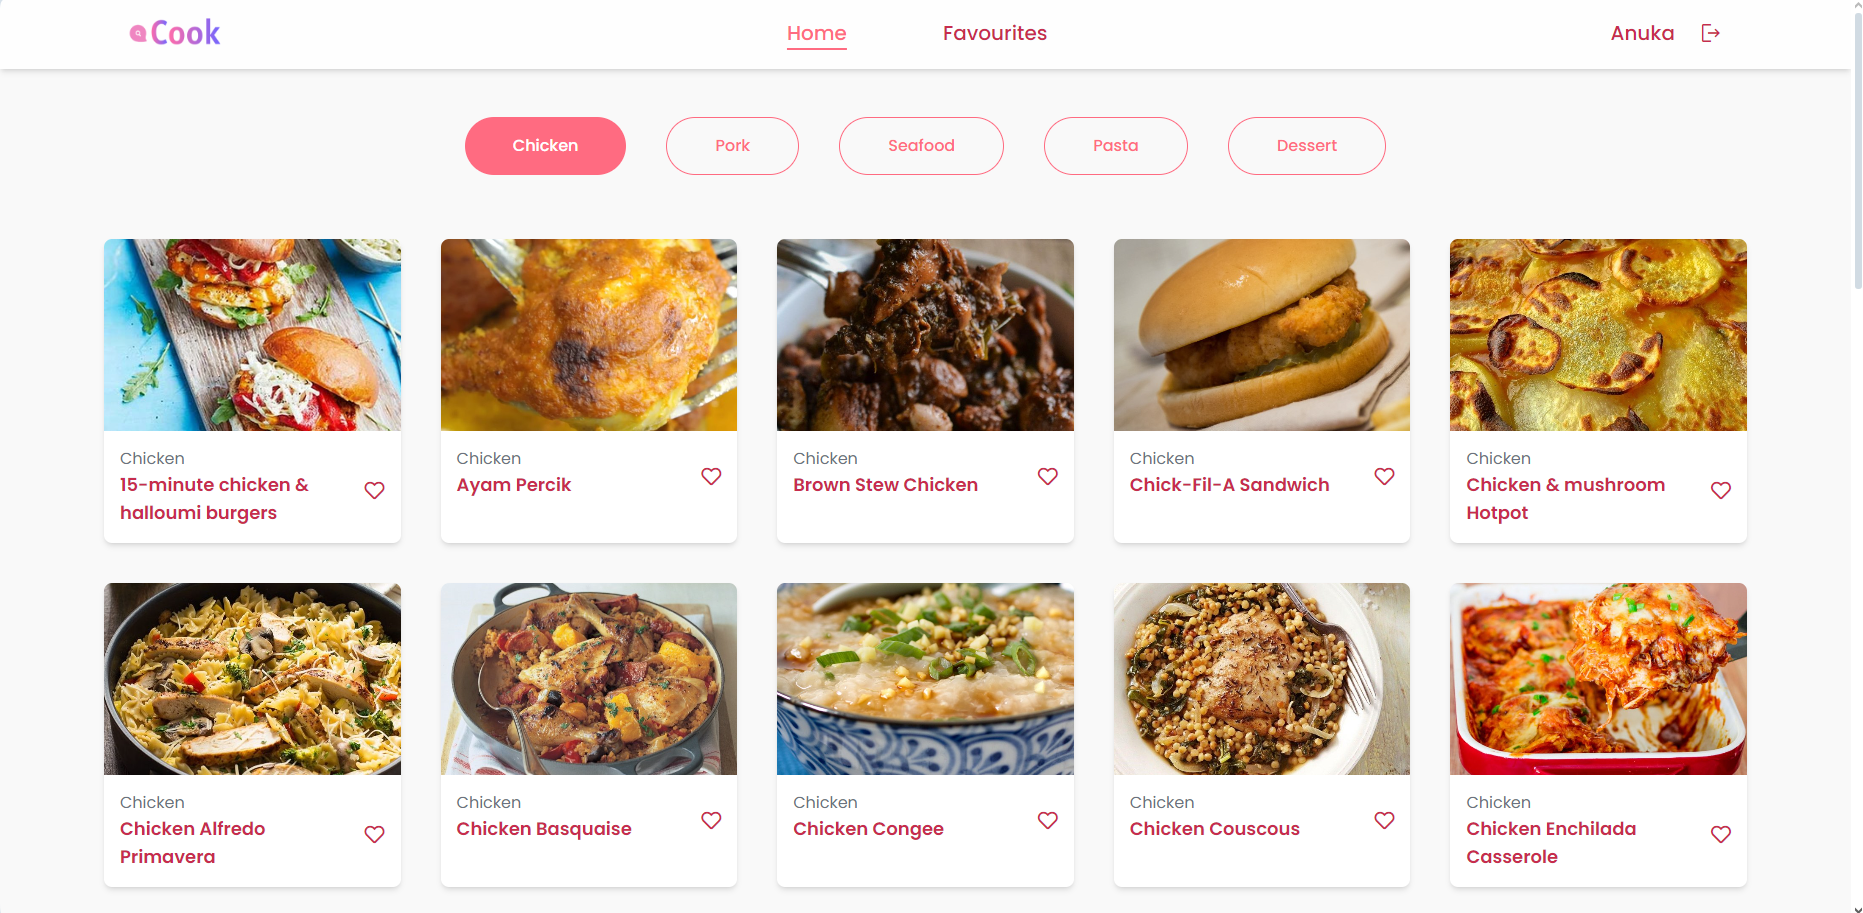 Cook
Home
Favourites
Anuka
Chicken
Pork
Seafood
Pasta
Dessert
Chicken
15-minute chicken &
halloumi burgers
Chicken
Ayam Percik
Chicken
Brown Stew Chicken
Chicken
Chick-Fil-A Sandwich
Chicken
Chicken & mushroom
Hotpot
Chicken
Chicken Alfredo
Primavera
Chicken
Chicken Basquaise
Chicken
Chicken Congee
Chicken
Chicken Couscous
Chicken
Chicken Enchilada
Casserole